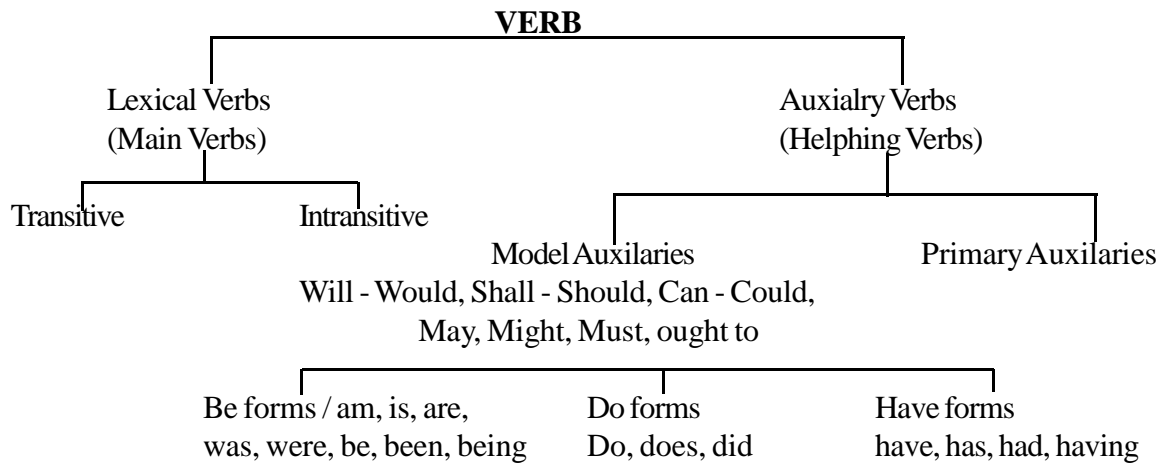 VERB
Lexical Verbs
(Main Verbs)
Auxialry Verbs
(Helphing Verbs)
Transitive
Intransitive
Model Auxilaries
Will - Would, Shall - Should, Can - Could,
May, Might, Must, ought to
Primary Auxilaries
Be forms / am, is, are,
was, were, be, been, being
Do forms
Do, does, did
Have forms
have, has, had, having